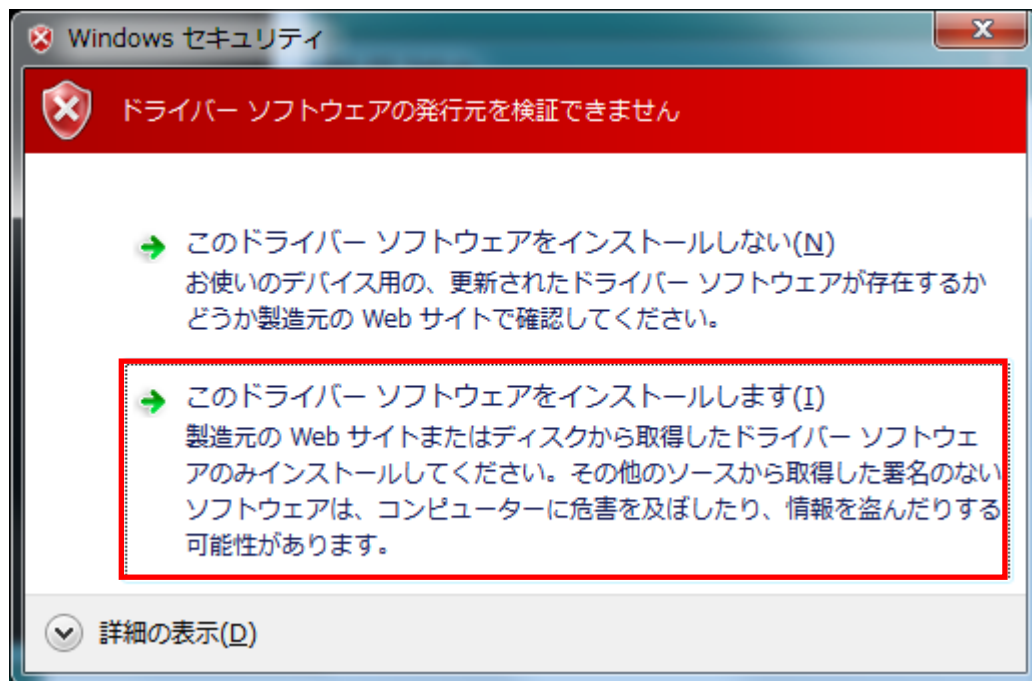 Windows セキュリティ
ドライバー ソフトウェアの発行元を検証できません
このドライバー ソフトウェアをインストールしない(N)
お使いのデバイス用の、更新されたドライバー ソフトウェアが存在するか
どうか製造元の Web サイトで確認してください。
このドライバー ソフトウェアをインストールします(I)
製造元の Web サイトまたはディスクから取得したドライバー ソフトウェ
アのみインストールしてください。その他のソースから取得した署名のない
ソフトウェアは、コンピューターに危害を及ぼしたり、情報を盗んだりする
可能性があります。
詳細の表示(D)